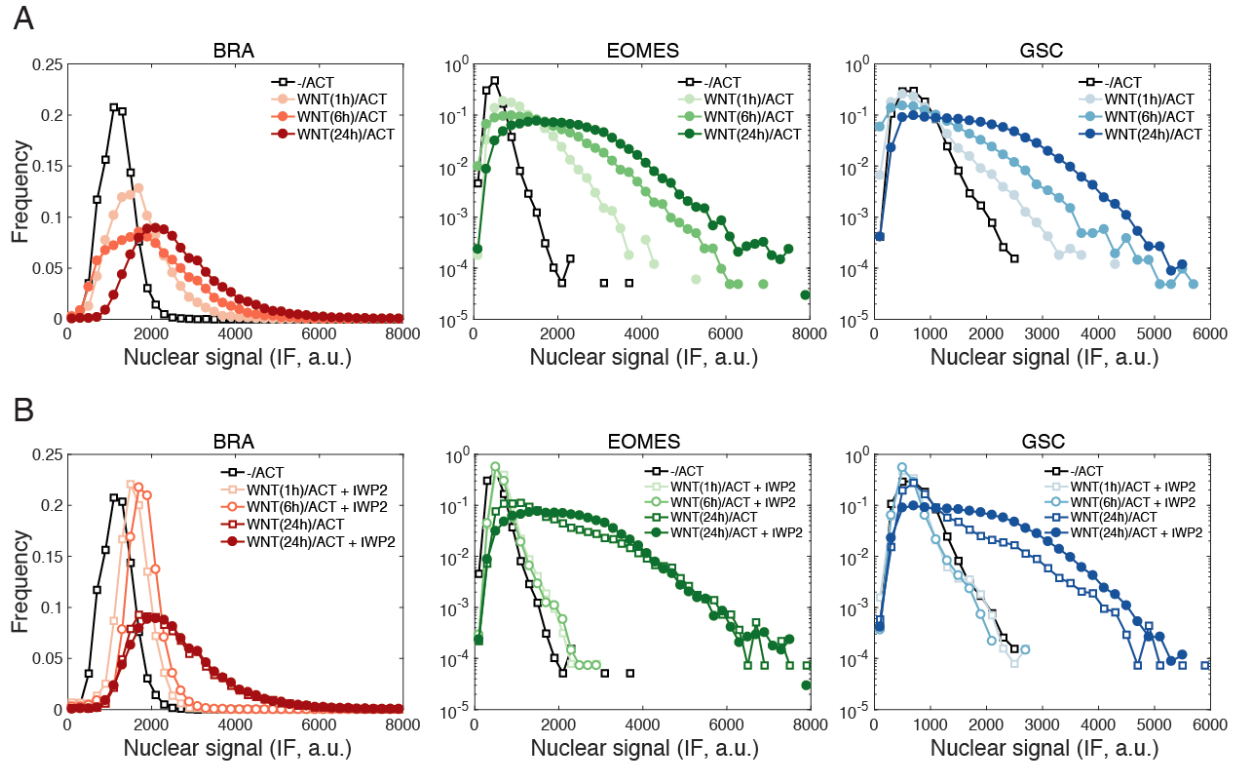 A
BRA
EOMES
GSC
Frequency
0.25
0.2
0.15
0.1
0.05
0
-/ACT
WNT(1h)/ACT
WNT(6h)/ACT
WNT(24h)/ACT
0 2000 4000 6000 8000
Nuclear signal (IF, a.u.)
10^0
10^-1
10^-2
10^-3
10^-4
10^-5
-/ACT
WNT(1h)/ACT
WNT(6h)/ACT
WNT(24h)/ACT
0 2000 4000 6000 8000
Nuclear signal (IF, a.u.)
10^0
10^-1
10^-2
10^-3
10^-4
10^-5
-/ACT
WNT(1h)/ACT
WNT(6h)/ACT
WNT(24h)/ACT
0 1000 2000 3000 4000 5000 6000
Nuclear signal (IF, a.u.)
B
BRA
EOMES
GSC
Frequency
0.25
0.2
0.15
0.1
0.05
0
-/ACT
WNT(1h)/ACT + IWP2
WNT(6h)/ACT + IWP2
WNT(24h)/ACT
WNT(24h)/ACT + IWP2
0 2000 4000 6000 8000
Nuclear signal (IF, a.u.)
10^0
10^-1
10^-2
10^-3
10^-4
10^-5
-/ACT
WNT(1h)/ACT + IWP2
WNT(6h)/ACT + IWP2
WNT(24h)/ACT
WNT(24h)/ACT + IWP2
0 2000 4000 6000 8000
Nuclear signal (IF, a.u.)
10^0
10^-1
10^-2
10^-3
10^-4
10^-5
-/ACT
WNT(1h)/ACT + IWP2
WNT(6h)/ACT + IWP2
WNT(24h)/ACT
WNT(24h)/ACT + IWP2
0 1000 2000 3000 4000 5000 6000
Nuclear signal (IF, a.u.)